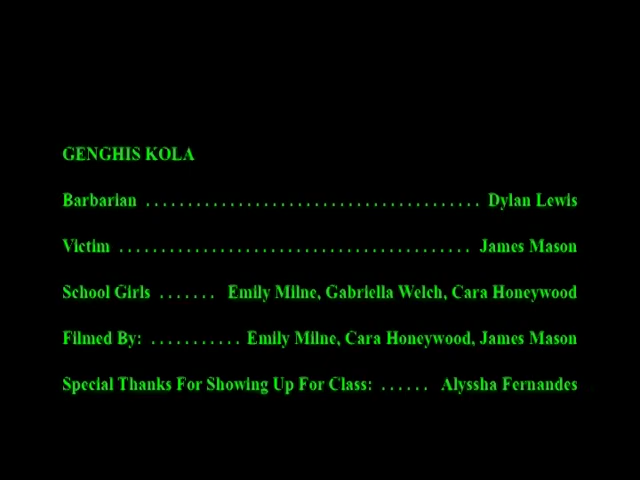 GENGHIS KOLA
Barbarian . . . . . . . . . . . . . . . . . . . . . . . . . . . . . . . . . . . . . . . . Dylan Lewis
Victim . . . . . . . . . . . . . . . . . . . . . . . . . . . . . . . . . . . . . . . . . . James Mason
School Girls . . . . . . . Emily Milne, Gabriella Welch, Cara Honeywood
Filmed By: . . . . . . . . . . . Emily Milne, Cara Honeywood, James Mason
Special Thanks For Showing Up For Class: . . . . . . Alyssha Fernandes